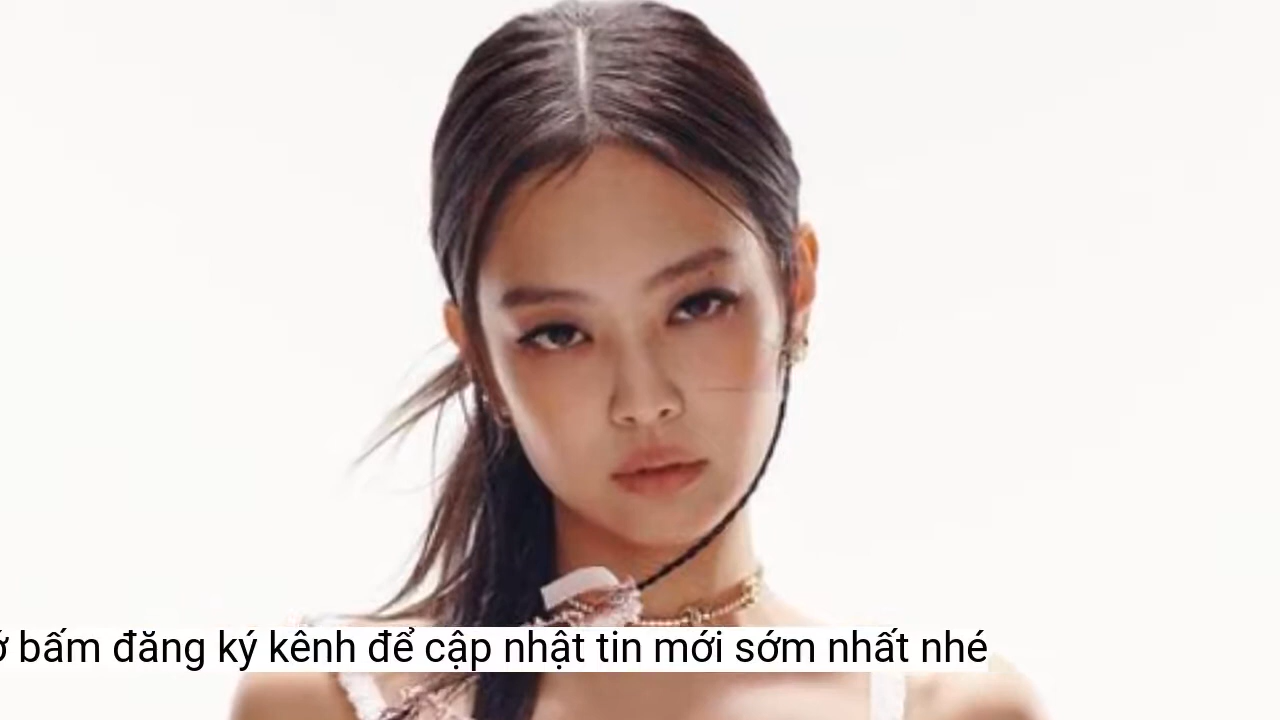 bấm đăng ký kênh để cập nhật tin mới sớm nhất nhé